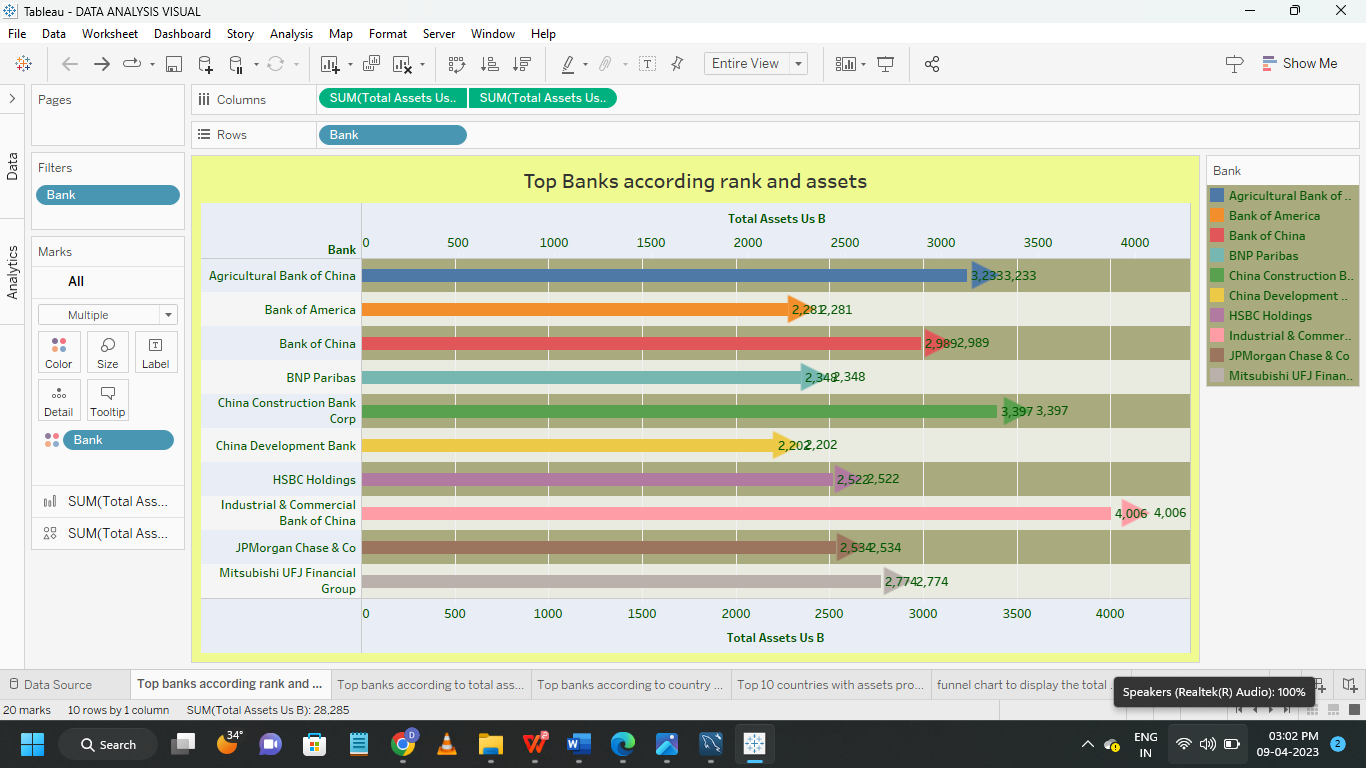 Tableau - DATA ANALYSIS VISUAL
File Data Worksheet Dashboard Story Analysis Map Format Server Window Help
Entire View
Show Me
Data
Analytics
Pages
Filters
Bank
Marks
All
Multiple
Color Size Label
Detail Tooltip
Bank
SUM(Total Ass...
SUM(Total Ass...
Columns SUM(Total Assets Us.. SUM(Total Assets Us..
Rows Bank
Top Banks according rank and assets
Total Assets Us B
Bank 0 500 1000 1500 2000 2500 3000 3500 4000
Agricultural Bank of China 3,233 3,233
Bank of America 2,281 2,281
Bank of China 2,989 2,989
BNP Paribas 2,348 2,348
China Construction Bank
Corp 3,397 3,397
China Development Bank 2,202 2,202
HSBC Holdings 2,522 2,522
Industrial & Commercial
Bank of China 4,006 4,006
JPMorgan Chase & Co 2,534 2,534
Mitsubishi UFJ Financial
Group 2,774 2,774
0 500 1000 1500 2000 2500 3000 3500 4000
Total Assets Us B
Bank
Agricultural Bank of ..
Bank of America
Bank of China
BNP Paribas
China Construction B..
China Development ..
HSBC Holdings
Industrial & Commer..
JPMorgan Chase & Co
Mitsubishi UFJ Finan..
Data Source Top banks according rank and ... Top banks according to total ass... Top banks according to country ... Top 10 countries with assets pro... funnel chart to display the total .
Speakers (Realtek(R) Audio): 100%
20 marks 10 rows by 1 column SUM(Total Assets Us B): 28,285
Search
34°
D
2
ENG
IN
03:02 PM
09-04-2023
2